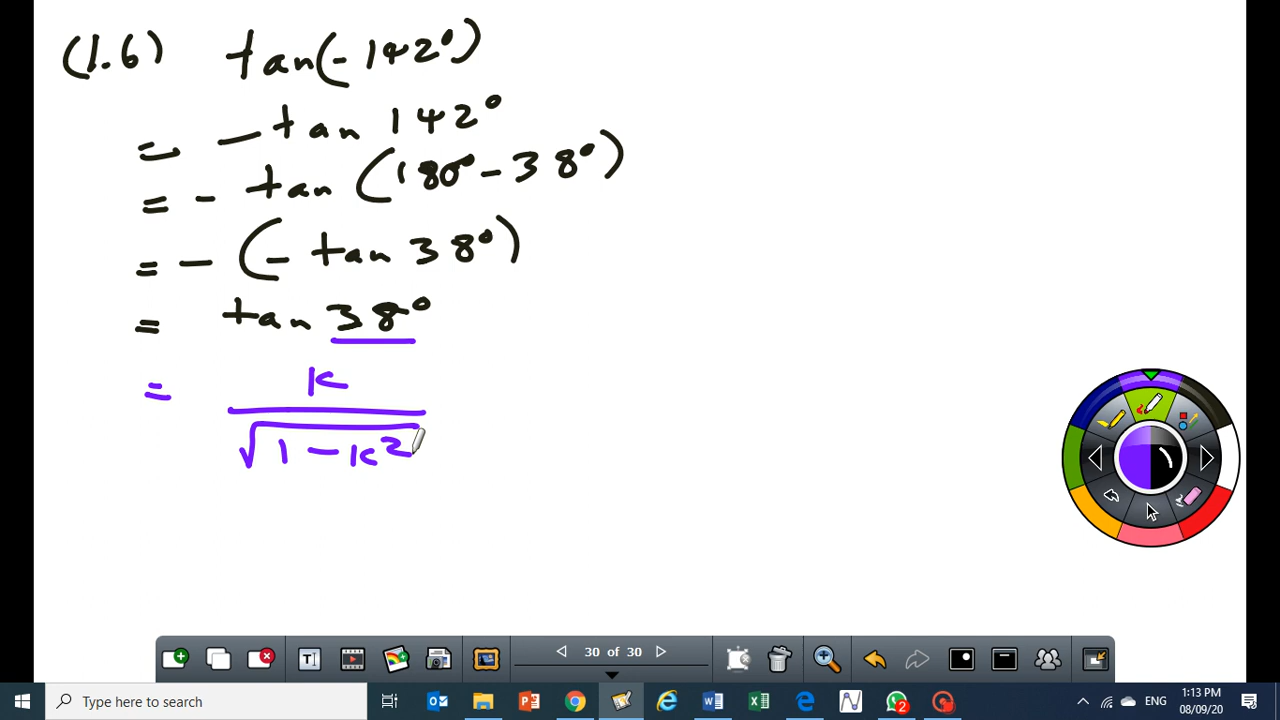 (1.6) tan(-142°)
= - tan 142°
= - tan (180° - 38°)
= - (- tan 38°)
= tan 38°
= k
√1 - k²
T
30 of 30
Type here to search
2
ENG
1:13 PM
08/09/20